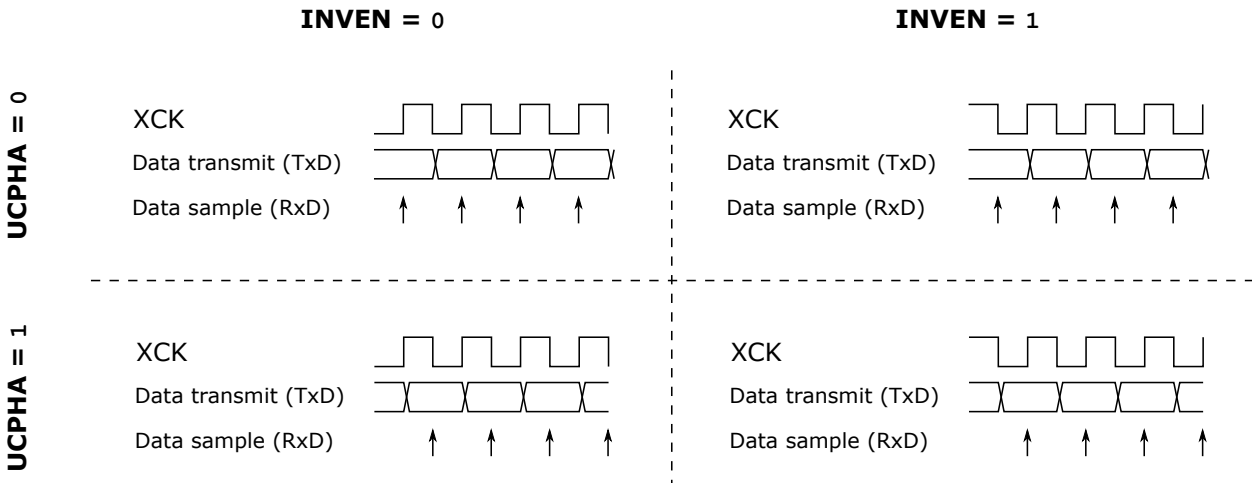 INVEN = 0
INVEN = 1
UCPHA = 0
XCK
Data transmit (TxD)
Data sample (RxD)
XCK
Data transmit (TxD)
Data sample (RxD)
UCPHA = 1
XCK
Data transmit (TxD)
Data sample (RxD)
XCK
Data transmit (TxD)
Data sample (RxD)